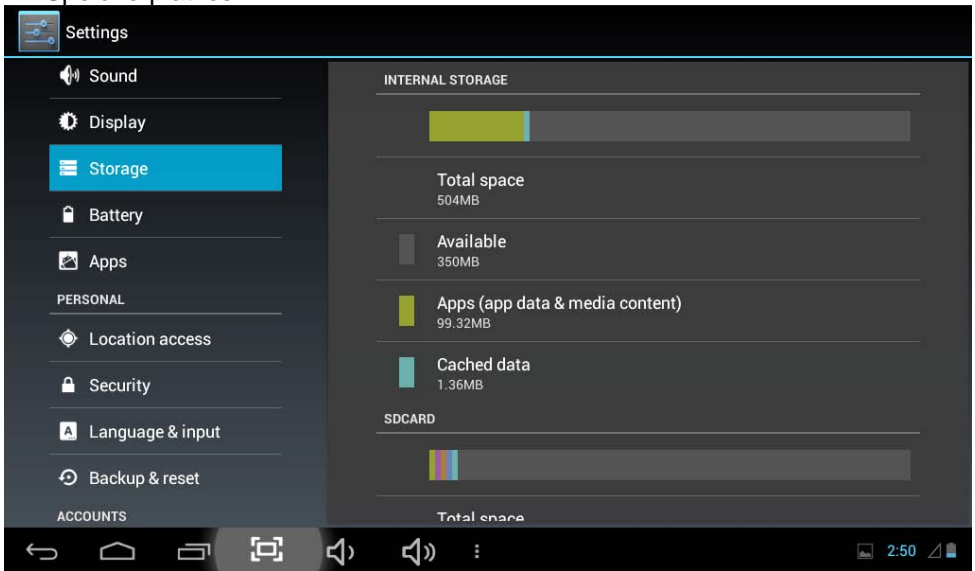 Settings
Sound
Display
Storage
Battery
Apps
PERSONAL
Location access
Security
A
Language & input
Backup & reset
ACCOUNTS
INTERNAL STORAGE
Total space
504MB
Available
350MB
Apps (app data & media content)
99.32MB
Cached data
1.36MB
SDCARD
Total space
2:50